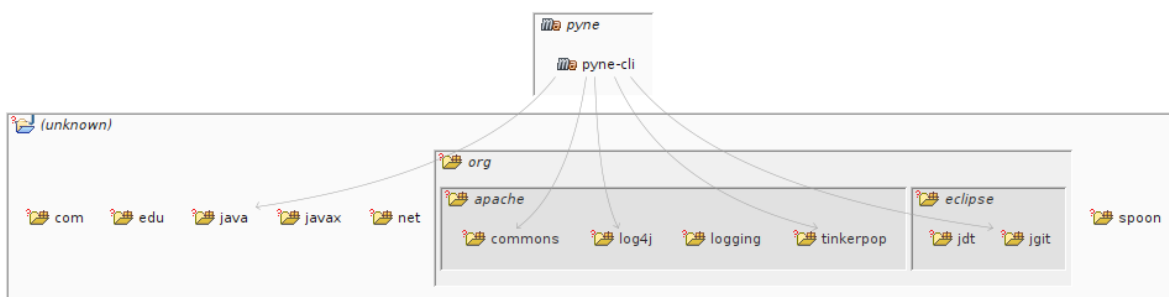 pyne
pyne-cli
(unknown)
org
apache
eclipse
com
edu
java
javax
net
commons
log4j
logging
tinkerpop
jdt
jgit
spoon